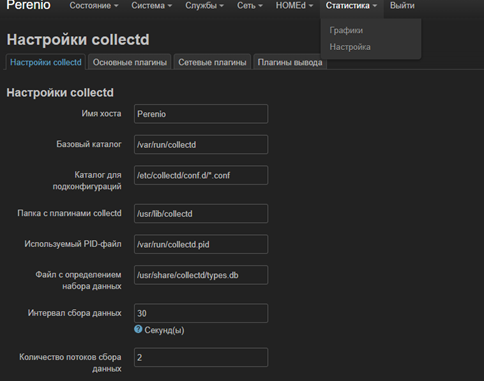 Perenio Состояние Система Службы Сеть HOMEd Статистика Выйти
Графики
Настройка
Настройки collectd
Настройки collectd Основные плагины Сетевые плагины Плагины вывода
Настройки collectd
Имя хоста Perenio
Базовый каталог /var/run/collectd
Каталог для /etc/collectd/conf.d/*.conf
подконфигураций
Папка с плагинами collectd /usr/lib/collectd
Используемый PID-файл /var/run/collectd.pid
Файл с определением /usr/share/collectd/types.db
набора данных
Интервал сбора данных 30
Секунд(ы)
Количество потоков сбора 2
данных